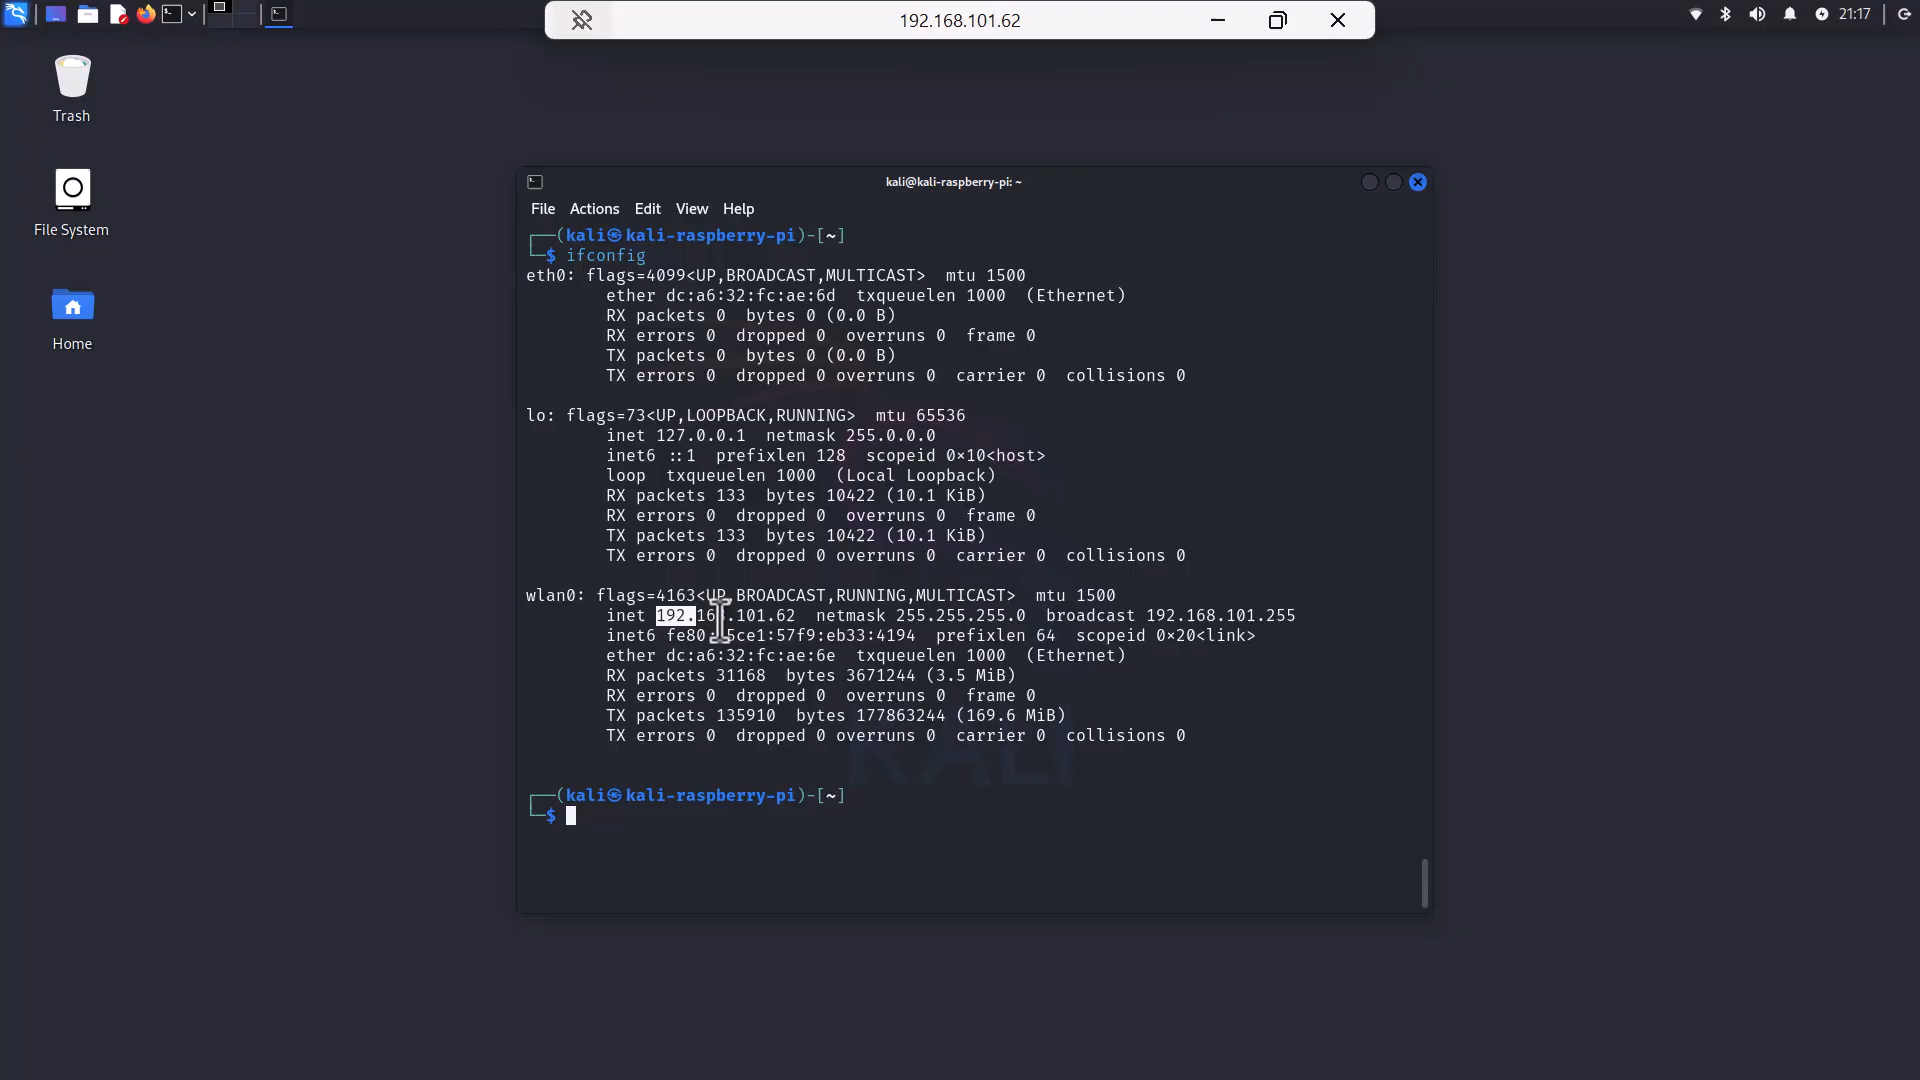 192.168.101.62
21:17
Trash
File System
Home
kali@kali-raspberry-pi: ~
File Actions Edit View Help
┌──(kali㉿kali-raspberry-pi)-[~]
└─$ ifconfig
eth0: flags=4099<UP,BROADCAST,MULTICAST>  mtu 1500
ether dc:a6:32:fc:ae:6d  txqueuelen 1000  (Ethernet)
RX packets 0  bytes 0 (0.0 B)
RX errors 0  dropped 0  overruns 0  frame 0
TX packets 0  bytes 0 (0.0 B)
TX errors 0  dropped 0 overruns 0  carrier 0  collisions 0
lo: flags=73<UP,LOOPBACK,RUNNING>  mtu 65536
inet 127.0.0.1  netmask 255.0.0.0
inet6 ::1  prefixlen 128  scopeid 0×10<host>
loop  txqueuelen 1000  (Local Loopback)
RX packets 133  bytes 10422 (10.1 KiB)
RX errors 0  dropped 0  overruns 0  frame 0
TX packets 133  bytes 10422 (10.1 KiB)
TX errors 0  dropped 0 overruns 0  carrier 0  collisions 0
wlan0: flags=4163<UP,BROADCAST,RUNNING,MULTICAST>  mtu 1500
inet 192.168.101.62  netmask 255.255.255.0  broadcast 192.168.101.255
inet6 prefixlen 64  scopeid 0×20<link>
ether dc:a6:32:fc:ae:6e  txqueuelen 1000  (Ethernet)
RX packets 31168  bytes 3671244 (3.5 MiB)
RX errors 0  dropped 0  overruns 0  frame 0
TX packets 135910  bytes 177863244 (169.6 MiB)
TX errors 0  dropped 0 overruns 0  carrier 0  collisions 0
KALI
┌──(kali㉿kali-raspberry-pi)-[~]
└─$